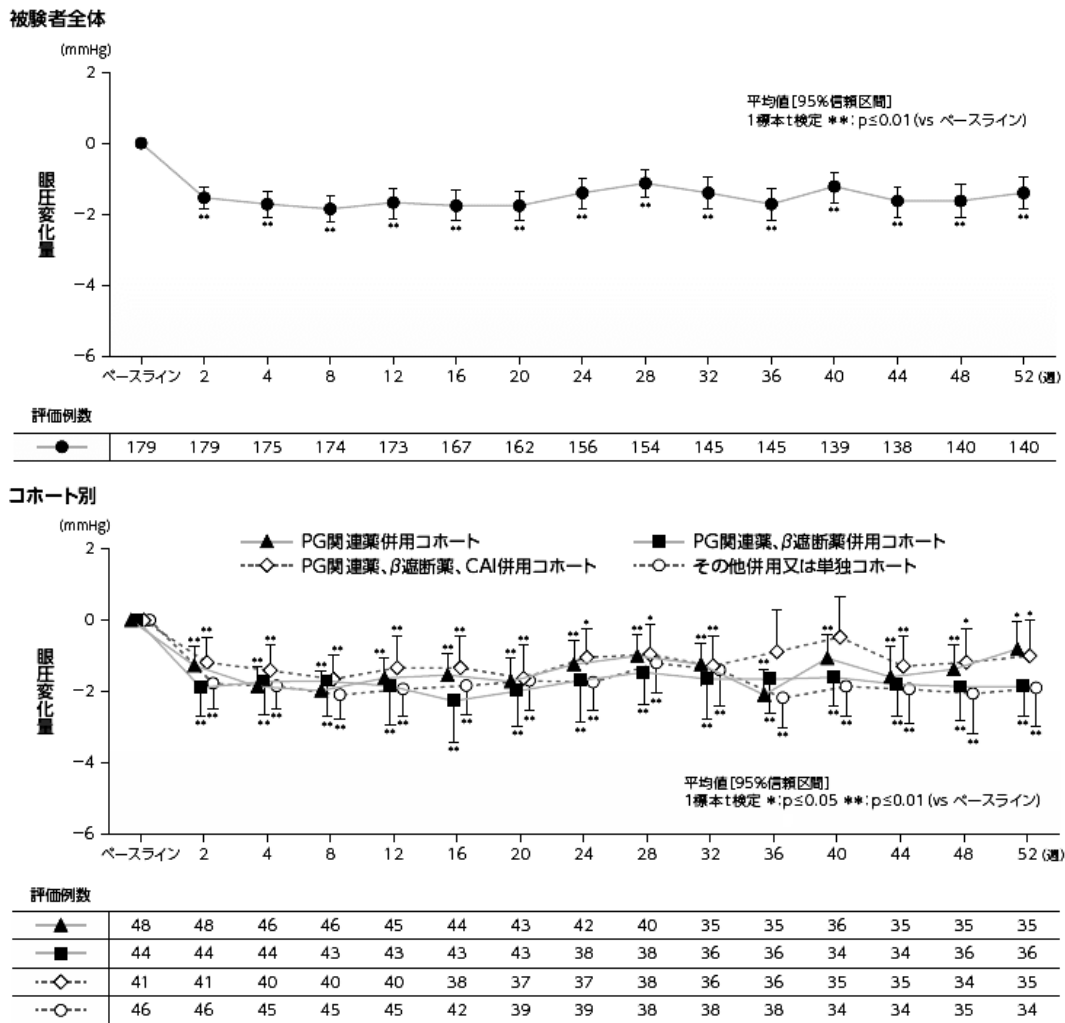 被験者全体
(mmHg)
2
平均値[95%信頼区間]
1標本t検定 **：p≤0.01(vs ベースライン)
0
眼圧変化量
** ** ** ** ** ** ** ** ** ** ** ** ** **
−2
−4
−6
ベースライン 2 4 8 12 16 20 24 28 32 36 40 44 48 52 (週)
評価例数
179 179 175 174 173 167 162 156 154 145 145 139 138 140 140
コホート別
(mmHg)
PG関連薬併用コホート PG関連薬、β遮断薬併用コホート
2
PG関連薬、β遮断薬、CAI併用コホート その他併用又は単独コホート
0
眼圧変化量
−2
−4
平均値[95%信頼区間]
1標本t検定 *：p≤0.05 **：p≤0.01(vs ベースライン)
−6
ベースライン 2 4 8 12 16 20 24 28 32 36 40 44 48 52 (週)
評価例数
48 48 46 46 45 44 43 42 40 35 35 36 35 35 35
44 44 44 43 43 43 43 38 38 36 36 34 34 36 36
41 41 40 40 40 38 37 37 38 36 36 35 35 34 35
46 46 45 45 45 42 39 39 38 38 38 34 34 35 34